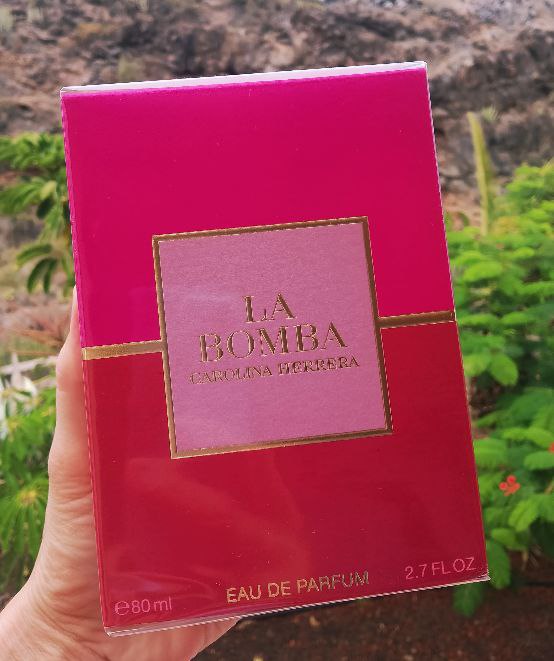 LA
BOMBA
CAROLINA HERRERA
EAU DE PARFUM
℮80 ml
2.7 FL OZ